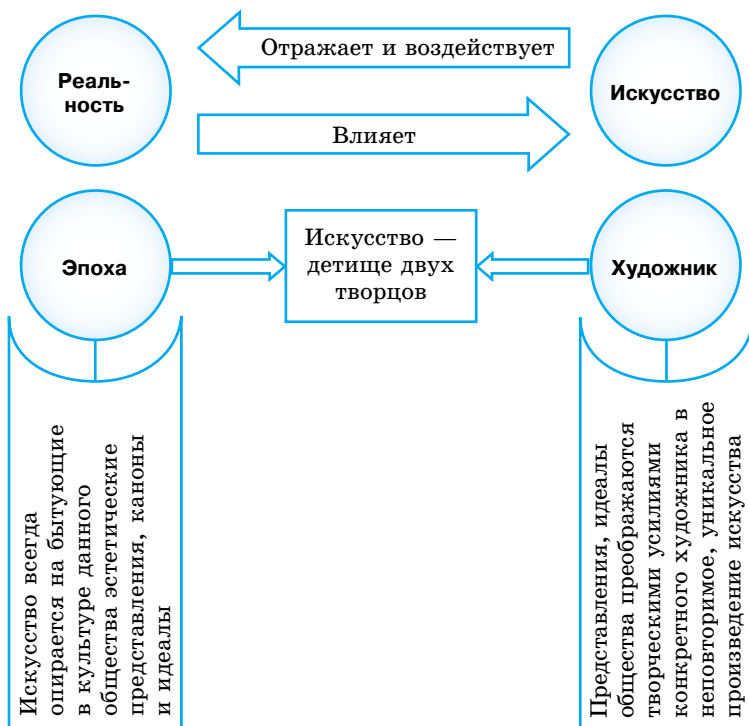 Отражает и воздействует
Реаль-
ность
Искусство
Влияет
Эпоха
Искусство —
детище двух
творцов
Художник
Искусство всегда
опирается на бытующие
в культуре данного
общества эстетические
представления, каноны
и идеалы
Представления, идеалы
общества преображаются
творческими усилиями
конкретного художника в
неповторимое, уникальное
произведение искусства